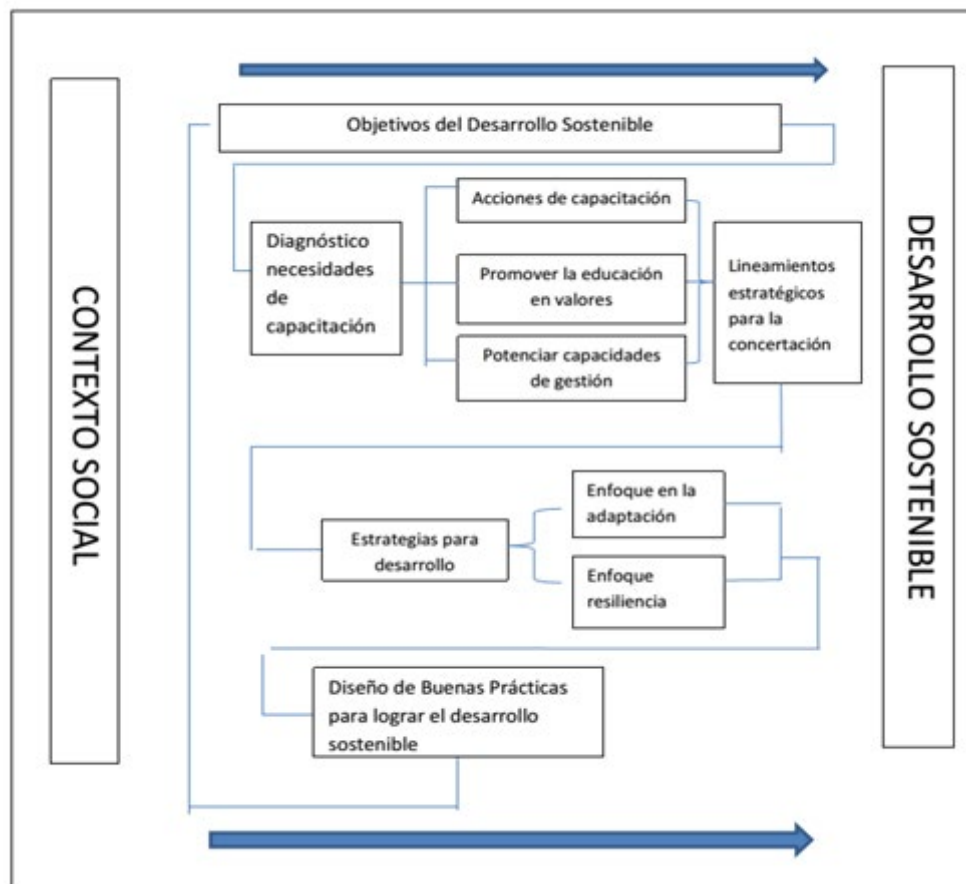 CONTEXTO SOCIAL
Objetivos del Desarrollo Sostenible
Diagnóstico
necesidades
de
capacitación
Acciones de capacitación
Promover la educación
en valores
Potenciar capacidades
de gestión
Lineamientos
estratégicos
para la
concertación
Estrategias para
desarrollo
Enfoque en la
adaptación
Enfoque
resiliencia
Diseño de Buenas Prácticas
para lograr el desarrollo
sostenible
DESARROLLO SOSTENIBLE